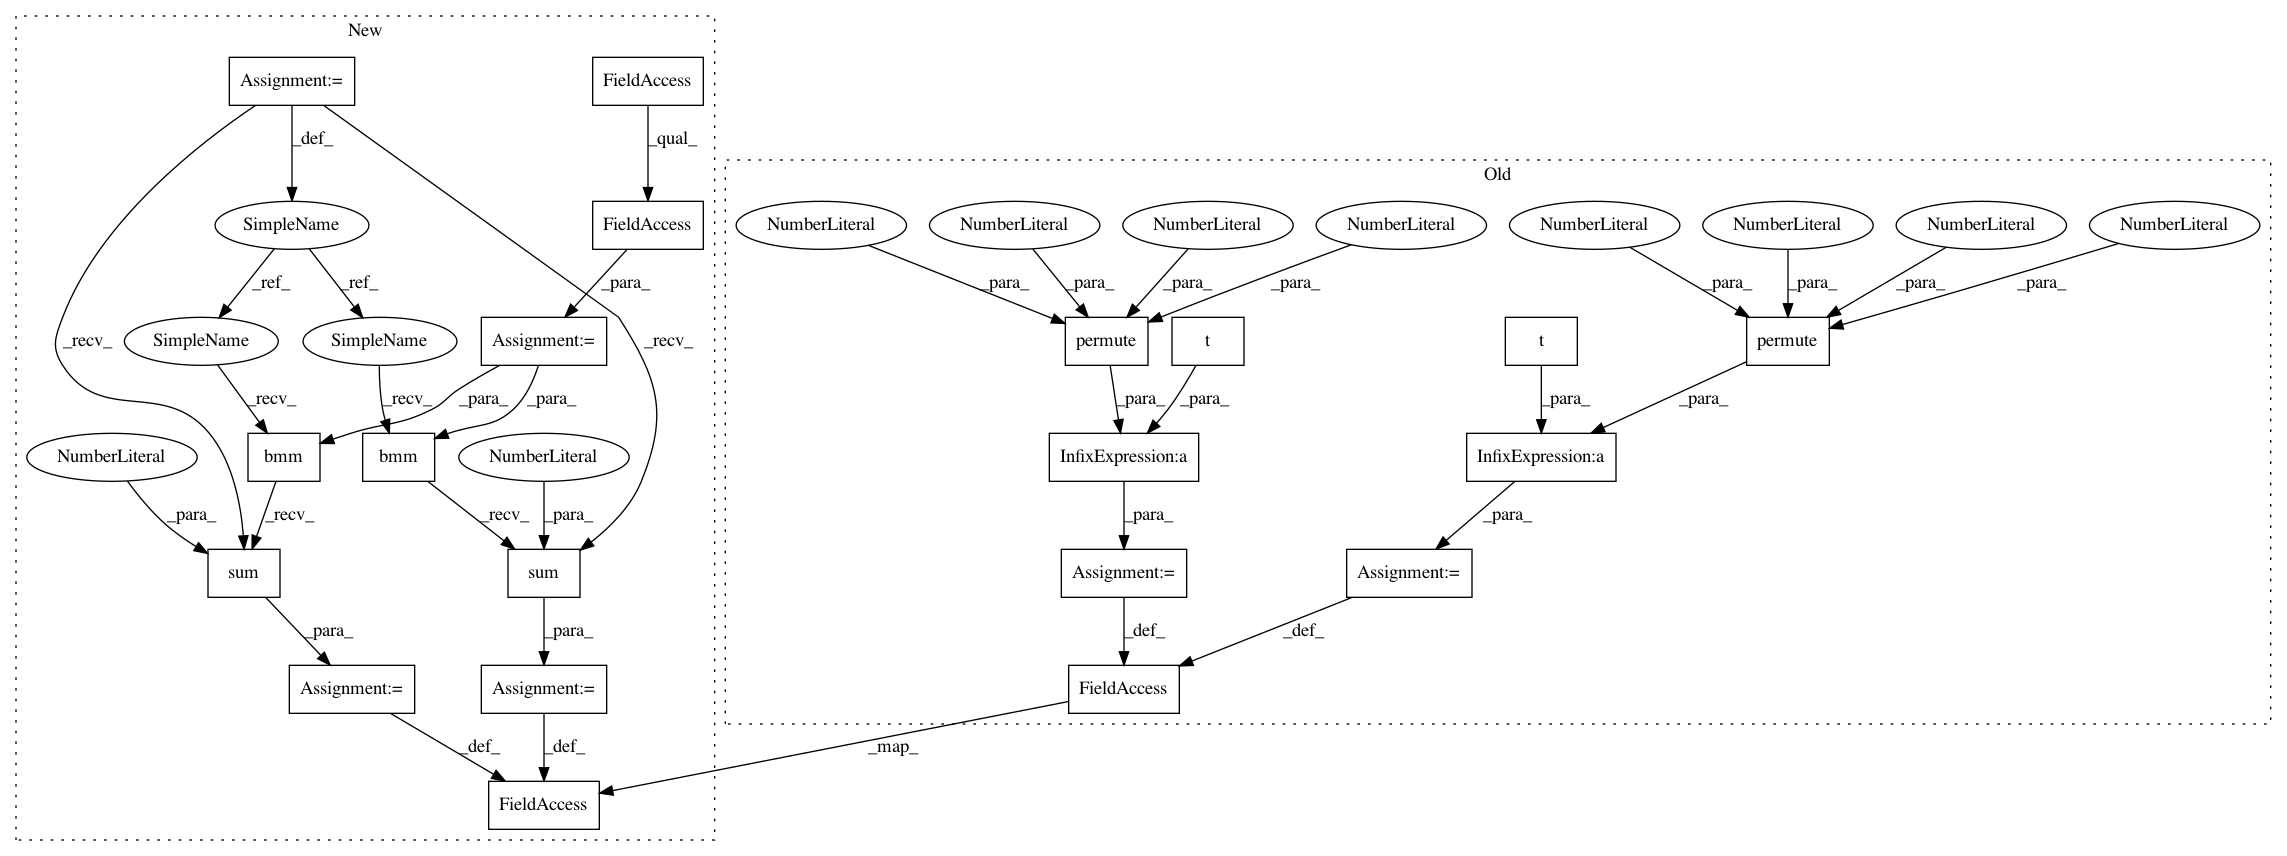 New
Assignment:=
FieldAccess
_def_
_qual_
Old
SimpleName
FieldAccess
NumberLiteral
NumberLiteral
NumberLiteral
NumberLiteral
NumberLiteral
NumberLiteral
NumberLiteral
NumberLiteral
_ref_
_ref_
_para_
_para_
_para_
_para_
_para_
_para_
_para_
_para_
_para_
_recv_
SimpleName
SimpleName
Assignment:=
_recv_
permute
t
t
permute
_recv_
_recv_
_para_
_para_
_para_
_para_
_para_
_para_
NumberLiteral
bmm
bmm
NumberLiteral
InfixExpression:a
InfixExpression:a
_para_
_recv_
_recv_
_para_
_para_
_para_
sum
sum
Assignment:=
Assignment:=
_para_
_para_
_def_
_def_
Assignment:=
Assignment:=
FieldAccess
_def_
_def_
_map_
FieldAccess